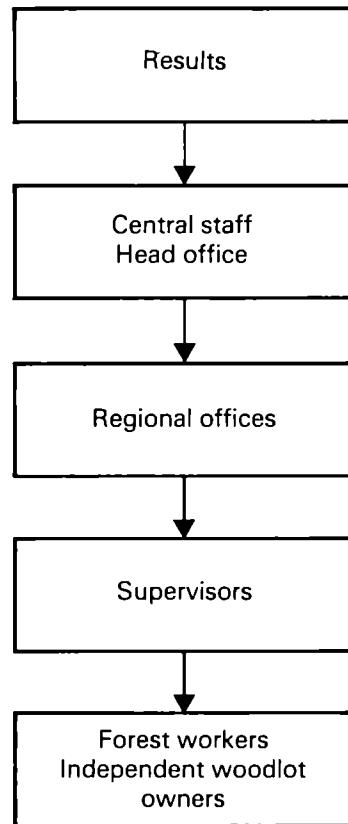 Results
Central staff
Head office
Regional offices
Supervisors
Forest workers
Independent woodlot
owners